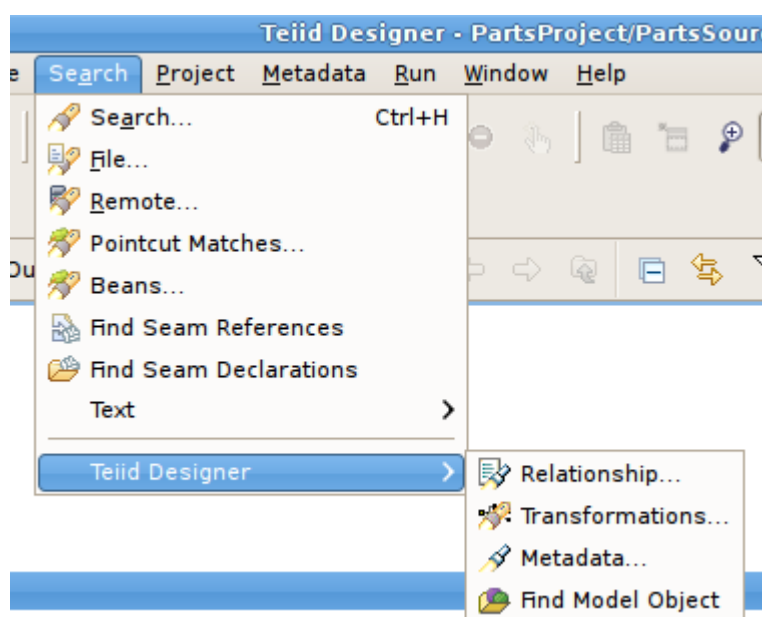 Teiid Designer - PartsProject/PartsSour
e Search Project Metadata Run Window Help
Search... Ctrl+H
File...
Remote...
Pointcut Matches...
Ou
Beans...
Find Seam References
Find Seam Declarations
Text
Teiid Designer
Relationship...
Transformations...
Metadata...
Find Model Object